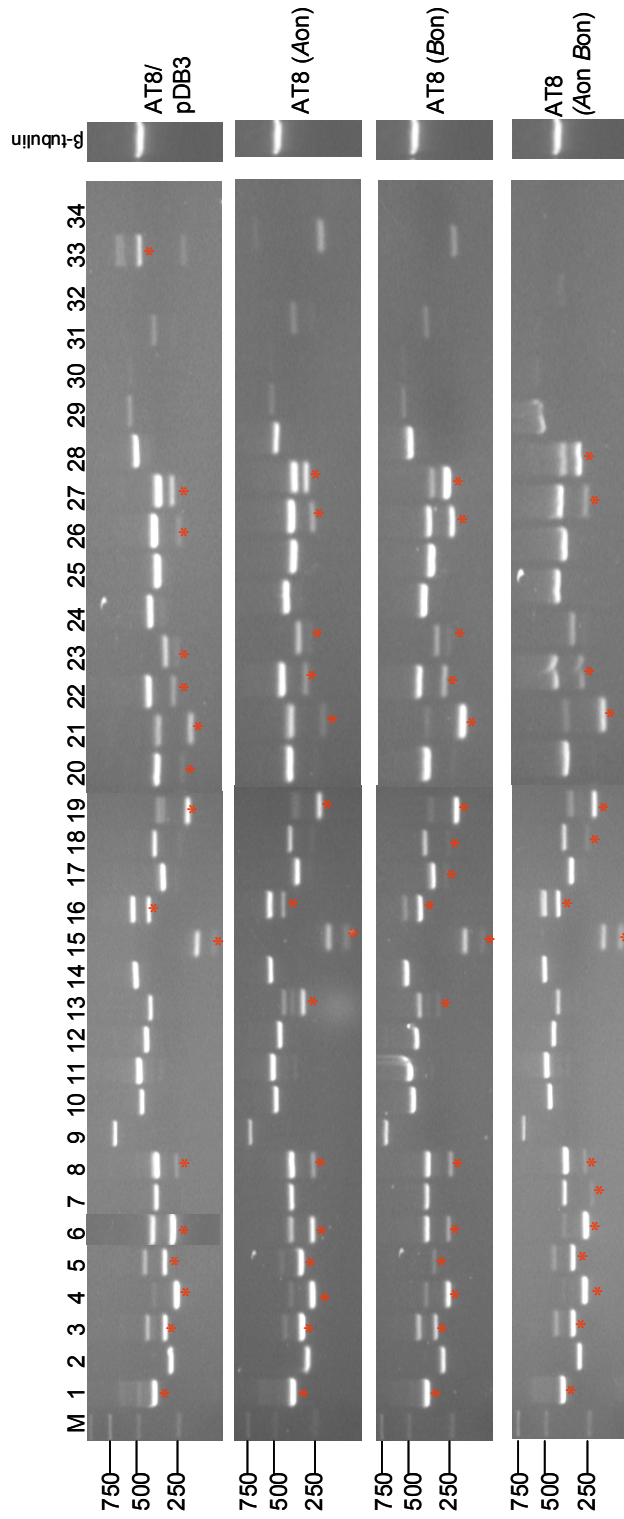 M 1 2 3 4 5 6 7 8 9 10 11 12 13 14 15 16 17 18 19 20 21 22 23 24 25 26 27 28 29 30 31 32 33 34 β-tubulin
750
500
250
AT8/
pDB3
750
500
250
AT8 (Aon)
750
500
250
AT8 (Bon)
750
500
250
AT8
(Aon Bon)